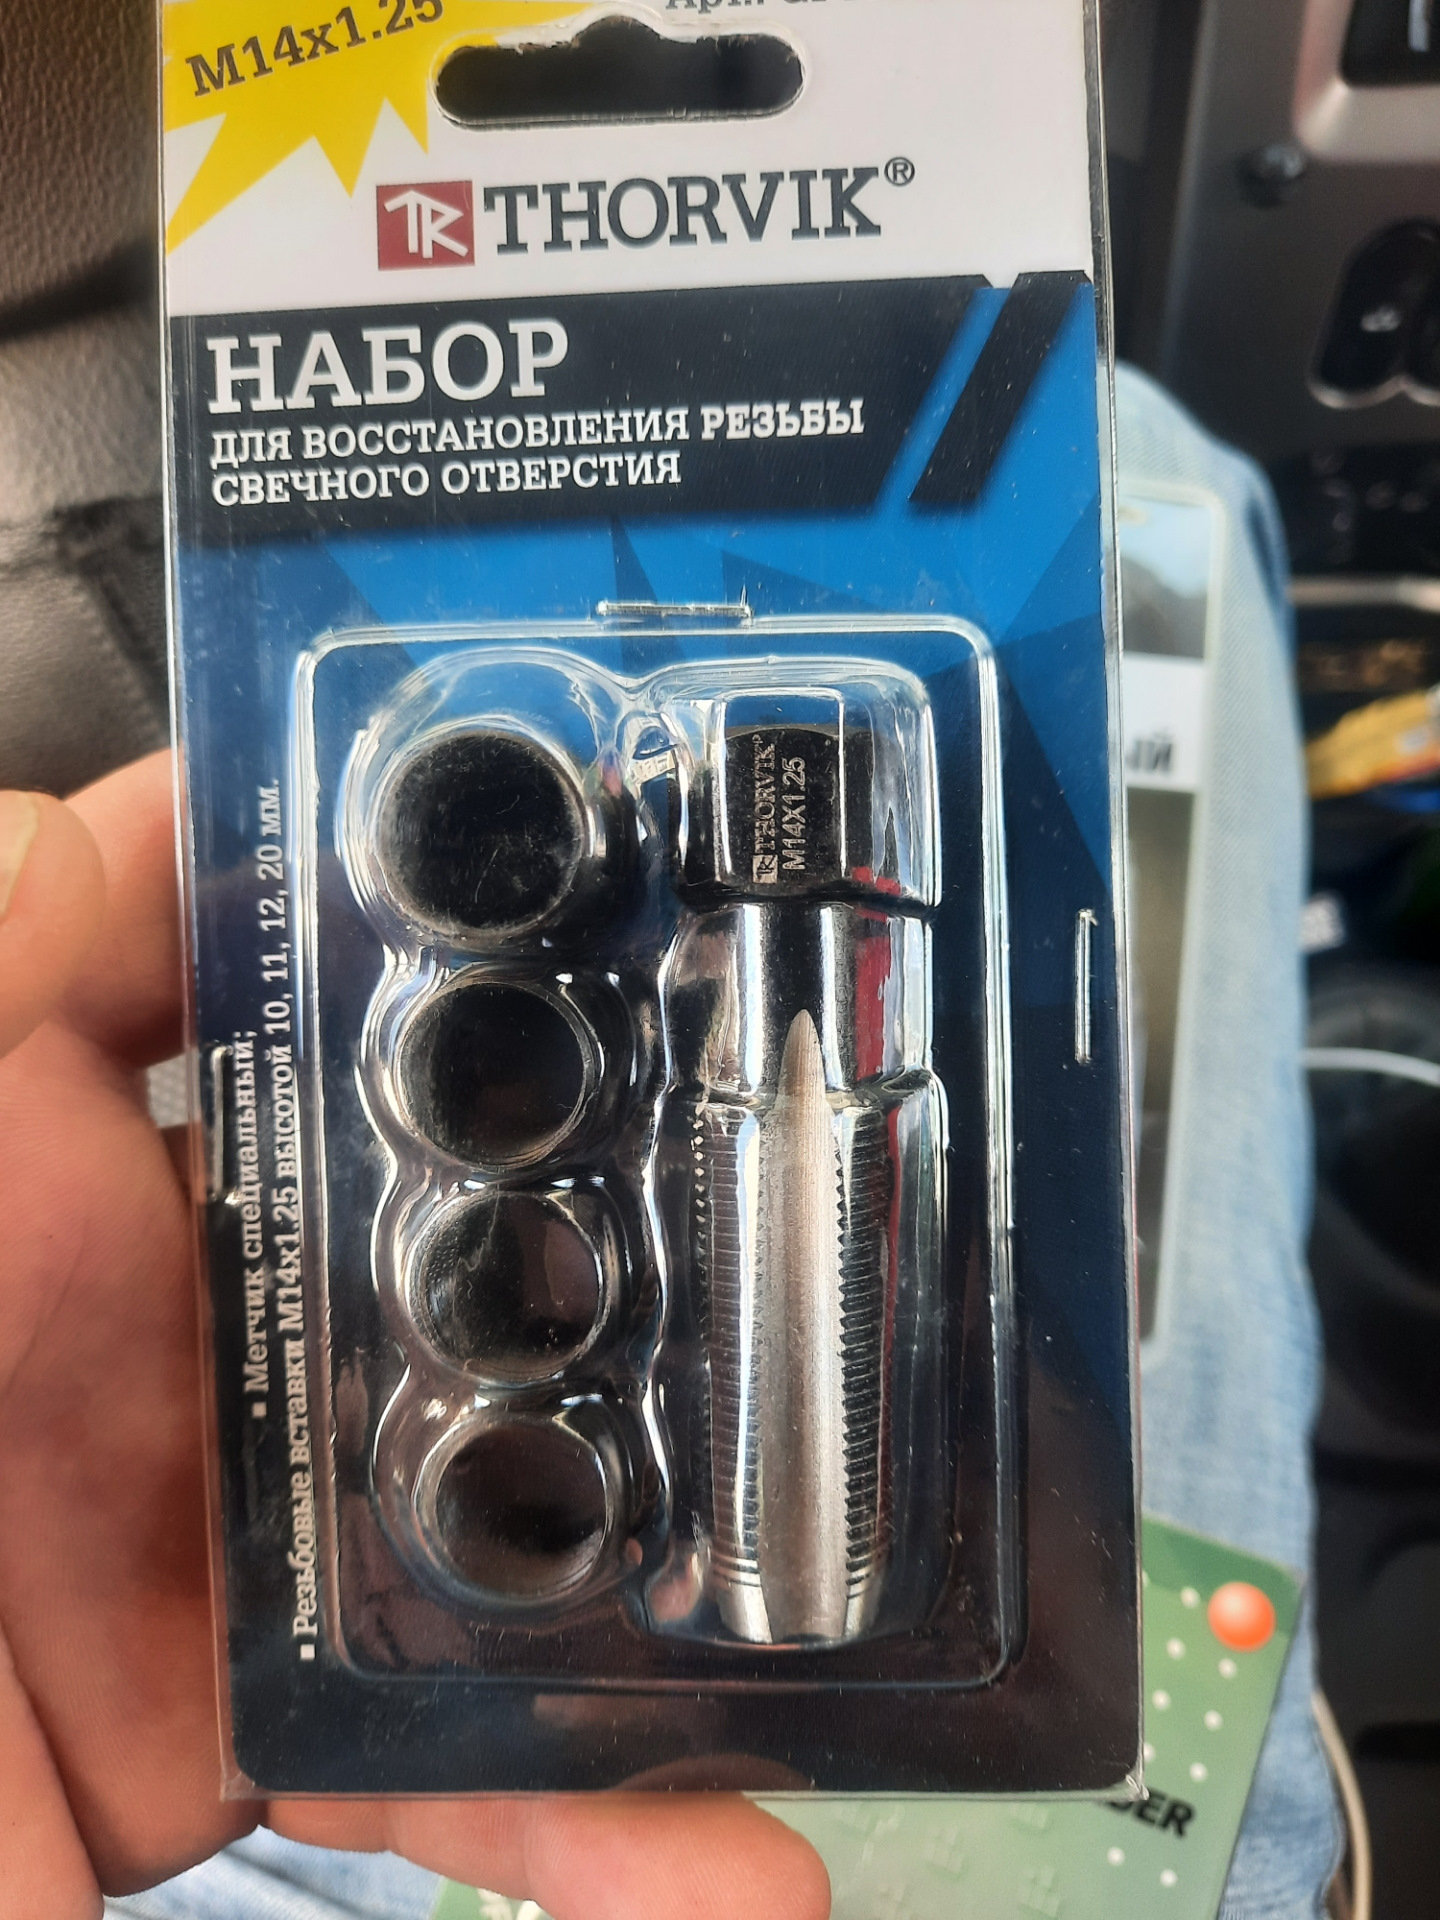 M14x1.25
THORVIK®
НАБОР
ДЛЯ ВОССТАНОВЛЕНИЯ РЕЗЬБЫ
СВЕЧНОГО ОТВЕРСТИЯ
▪ Метчик специальный;
▪ Резьбовые вставки М14х1.25 высотой 10, 11, 12, 20 мм.
THORVIK
M14X1.25